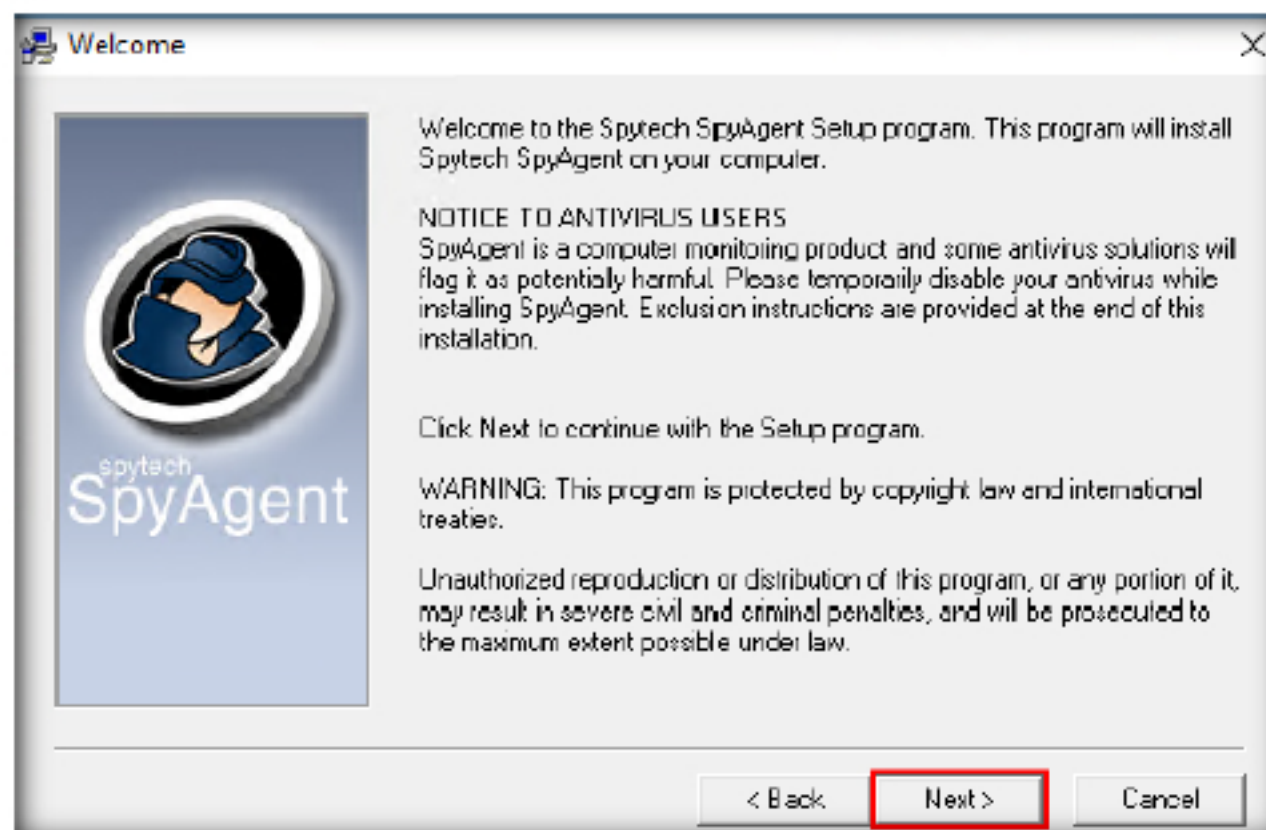 Welcome
Welcome to the Spytech SpyAgent Setup program. This program will install
Spytech SpyAgent on your computer.
NOTICE TO ANTIVIRUS USERS
SpyAgent is a computer monitoring product and some antivirus solutions will
flag it as potentially harmful. Please temporarily disable your antivirus while
installing SpyAgent. Exclusion instructions are provided at the end of this
installation.
Click Next to continue with the Setup program.
WARNING: This program is protected by copyright law and international
treaties.
Unauthorized reproduction or distribution of this program, or any portion of it,
may result in severe civil and criminal penalties, and will be prosecuted to
the maximum extent possible under law.
spytech
SpyAgent
< Back
Next >
Cancel